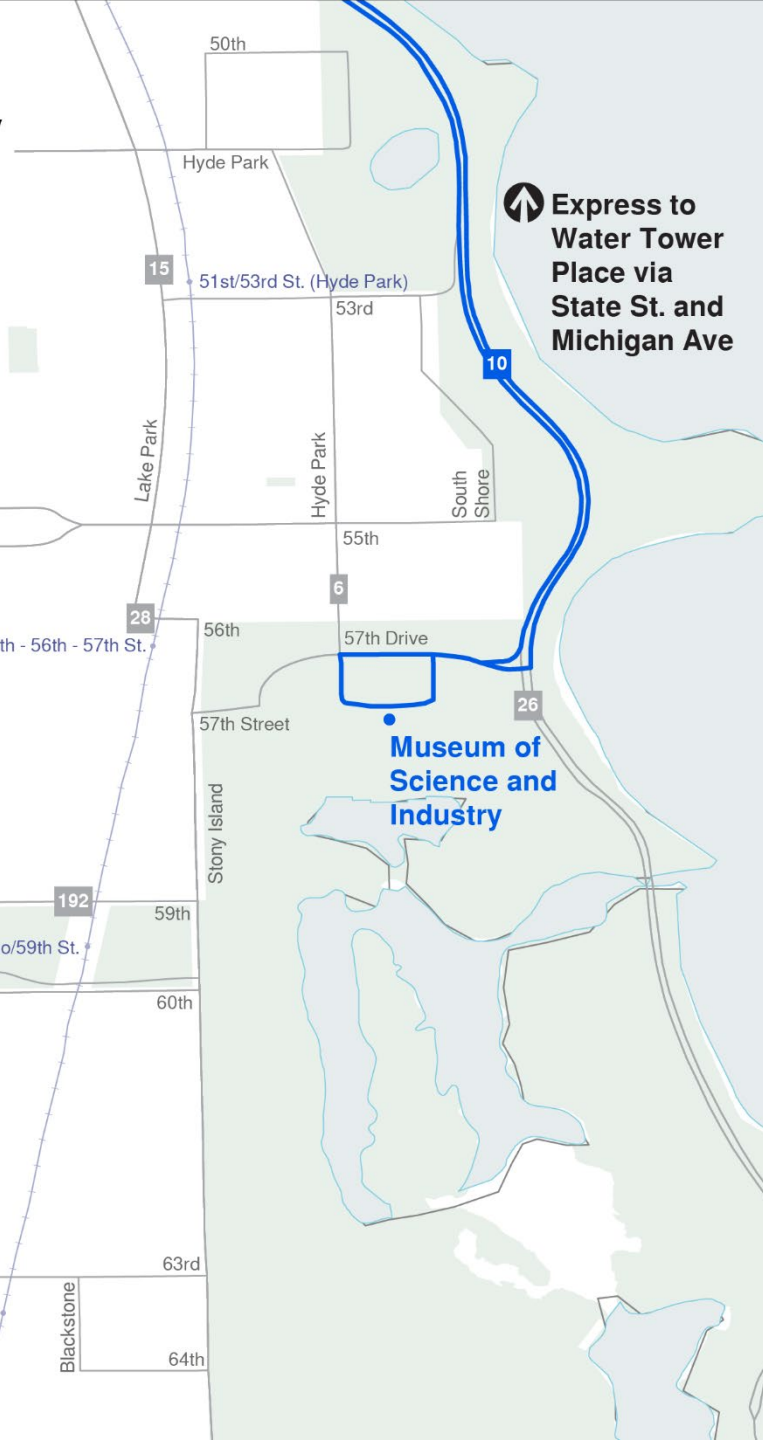 50th
Hyde Park
Express to
Water Tower
Place via
State St. and
Michigan Ave
15
51st/53rd St. (Hyde Park)
53rd
10
Lake Park
Hyde Park
South
Shore
55th
6
28
56th
57th Drive
th - 56th - 57th St.
26
57th Street
Museum of
Science and
Industry
Stony Island
192
59th
o/59th St.
60th
63rd
Blackstone
64th